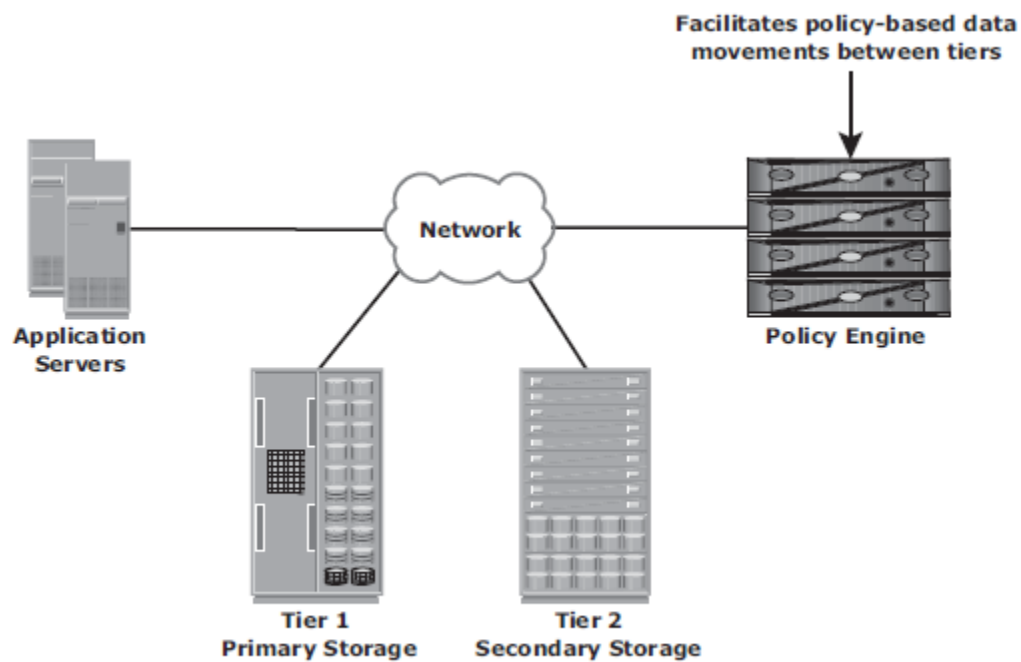 Facilitates policy-based data
movements between tiers
Network
Application
Servers
Policy Engine
Tier 1
Primary Storage
Tier 2
Secondary Storage